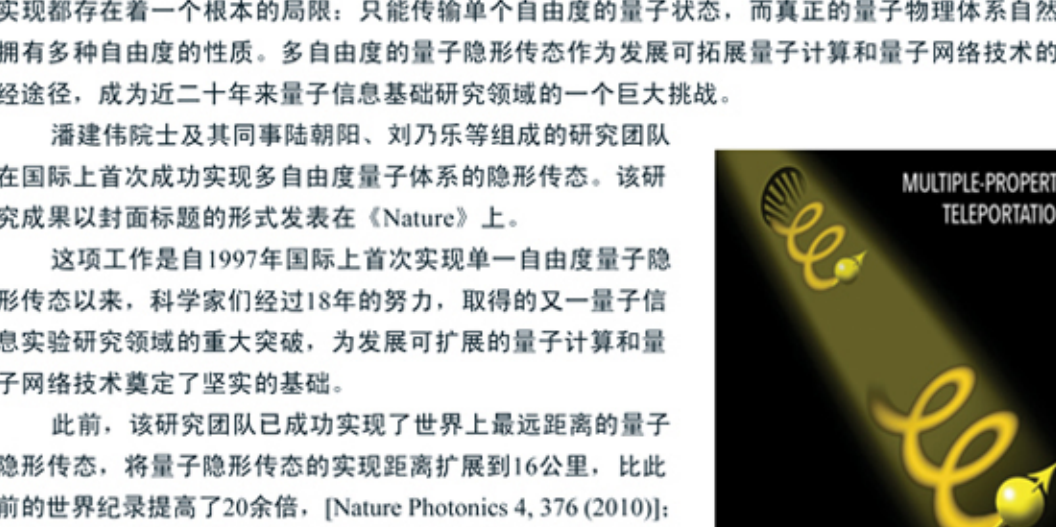 实现都存在着一个根本的局限：只能传输单个自由度的量子状态，而真正的量子物理体系自然
拥有多种自由度的性质。多自由度的量子隐形传态作为发展可拓展量子计算和量子网络技术的
经途径，成为近二十年来量子信息基础研究领域的一个巨大挑战。
潘建伟院士及其同事陆朝阳、刘乃乐等组成的研究团队
在国际上首次成功实现多自由度量子体系的隐形传态。该研
究成果以封面标题的形式发表在《Nature》上。
MULTIPLE-PROPERT
TELEPORTATIO
这项工作是自1997年国际上首次实现单一自由度量子隐
形传态以来，科学家们经过18年的努力，取得的又一量子信
息实验研究领域的重大突破，为发展可扩展的量子计算和量
子网络技术奠定了坚实的基础。
此前，该研究团队已成功实现了世界上最远距离的量子
隐形传态，将量子隐形传态的实现距离扩展到16公里，比此
前的世界纪录提高了20余倍，[Nature Photonics 4, 376 (2010)]；